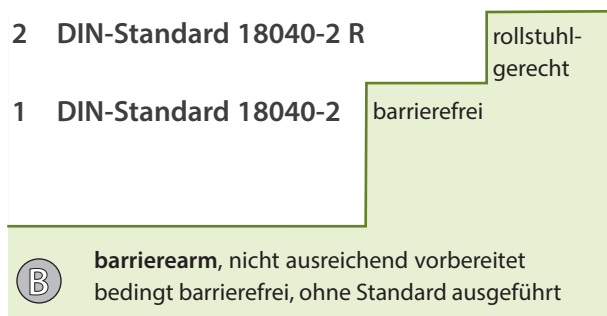 2 DIN-Standard 18040-2 R
rollstuhl-
gerecht
1 DIN-Standard 18040-2
barrierefrei
B
barrierearm, nicht ausreichend vorbereitet
bedingt barrierefrei, ohne Standard ausgeführt